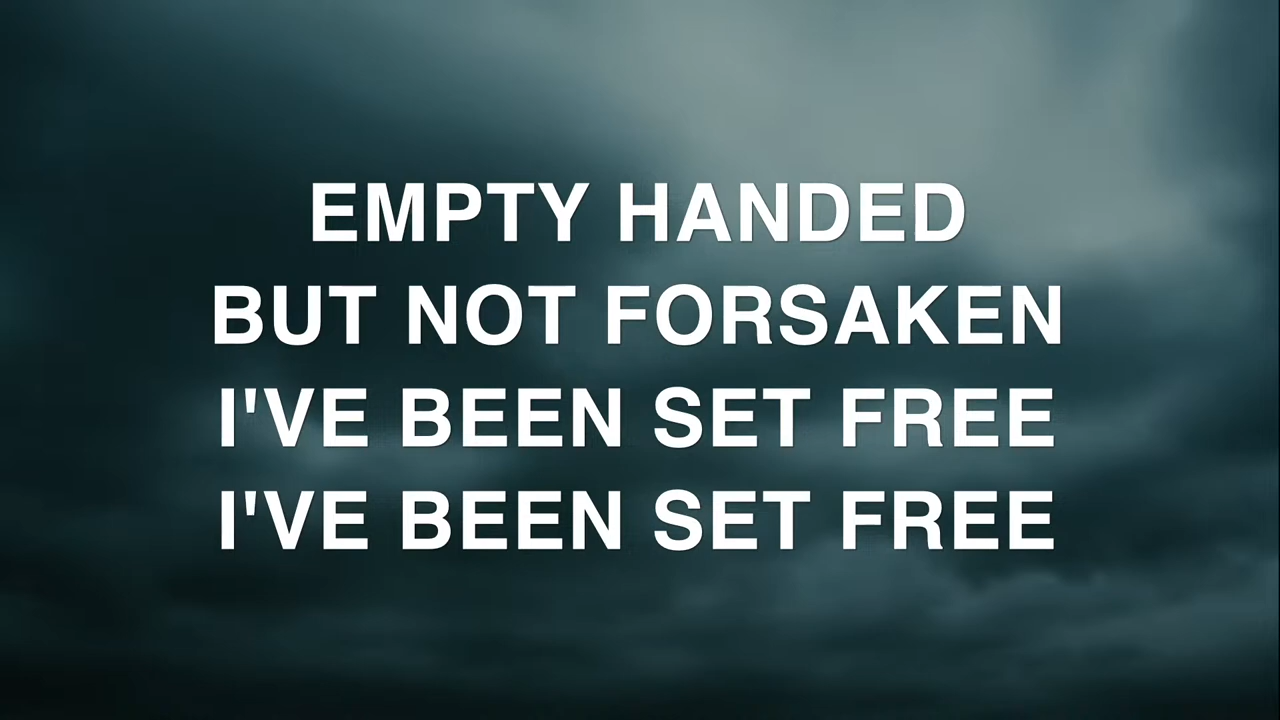 EMPTY HANDED
BUT NOT FORSAKEN
I'VE BEEN SET FREE
I'VE BEEN SET FREE